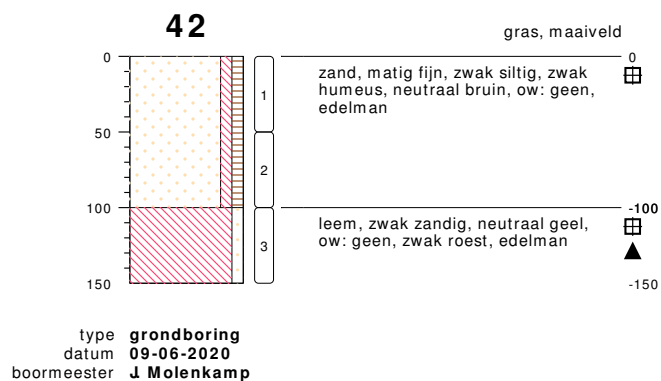 42
gras, maaiveld
0
0
zand, matig fijn, zwak siltig, zwak
humeus, neutraal bruin, ow: geen,
edelman
1
50
2
100
-100
leem, zwak zandig, neutraal geel,
ow: geen, zwak roest, edelman
3
150
-150
type grondboring
datum 09-06-2020
boormeester J. Molenkamp